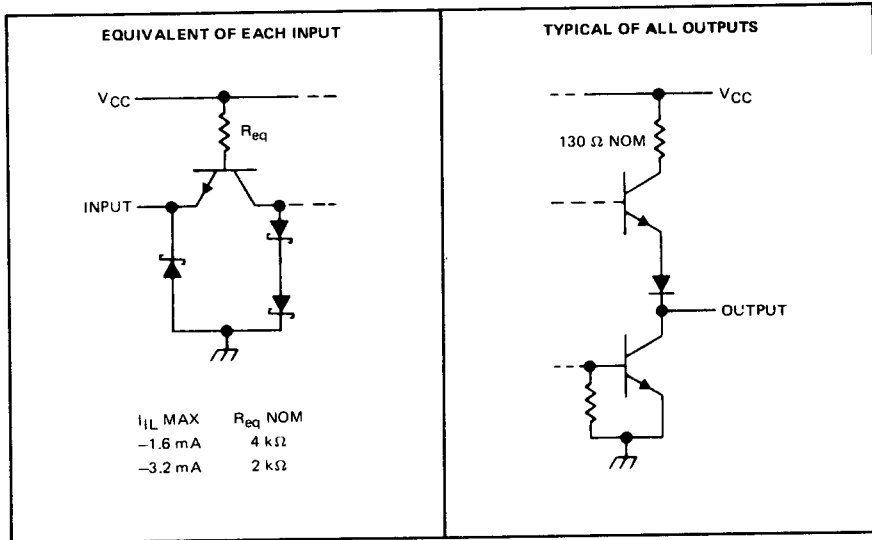 EQUIVALENT OF EACH INPUT
VCC
Req
INPUT
IIL MAX Req NOM
−1.6 mA 4 kΩ
−3.2 mA 2 kΩ
TYPICAL OF ALL OUTPUTS
VCC
130 Ω NOM
OUTPUT